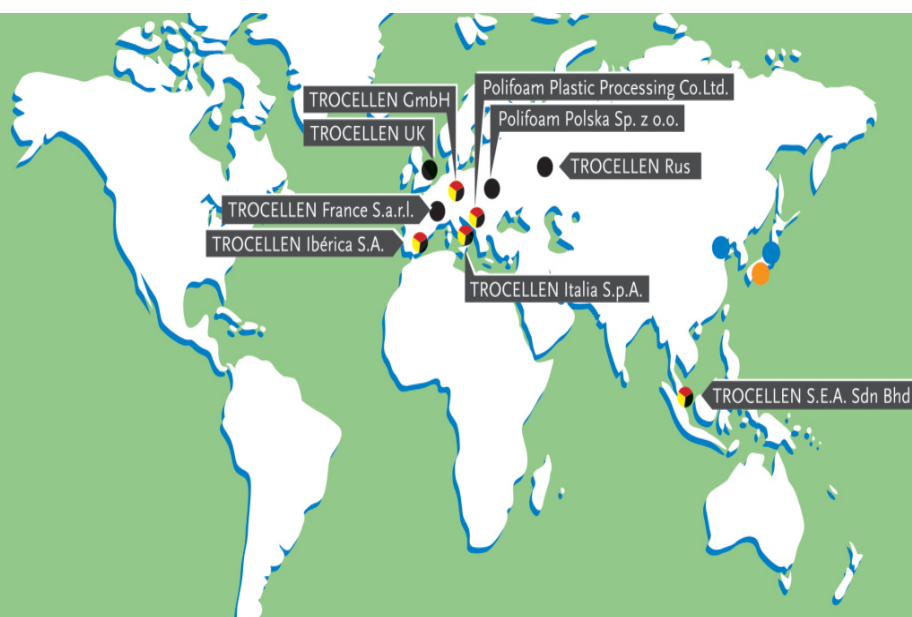 Polifoam Plastic Processing Co.Ltd.
TROCELLEN GmbH
Polifoam Polska Sp. z o.o.
TROCELLEN UK
TROCELLEN Rus
TROCELLEN France S.a.r.l.
TROCELLEN Ibérica S.A.
TROCELLEN Italia S.p.A.
TROCELLEN S.E.A. Sdn Bhd